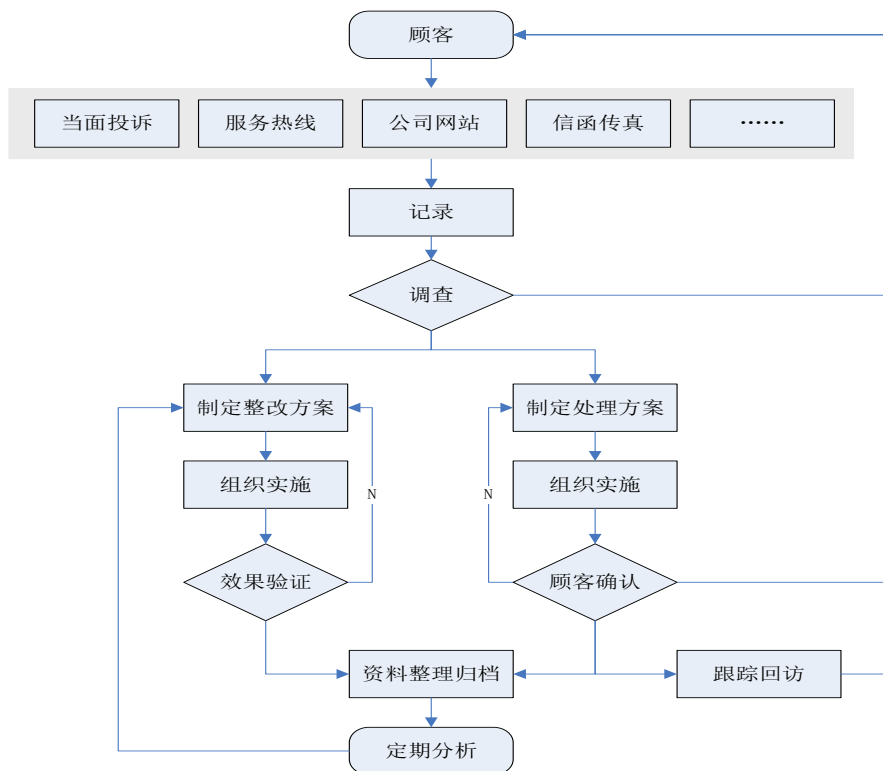 顾客
当面投诉
服务热线
公司网站
信函传真
……
记录
调查
制定整改方案
制定处理方案
组织实施
组织实施
N
N
效果验证
顾客确认
资料整理归档
跟踪回访
定期分析